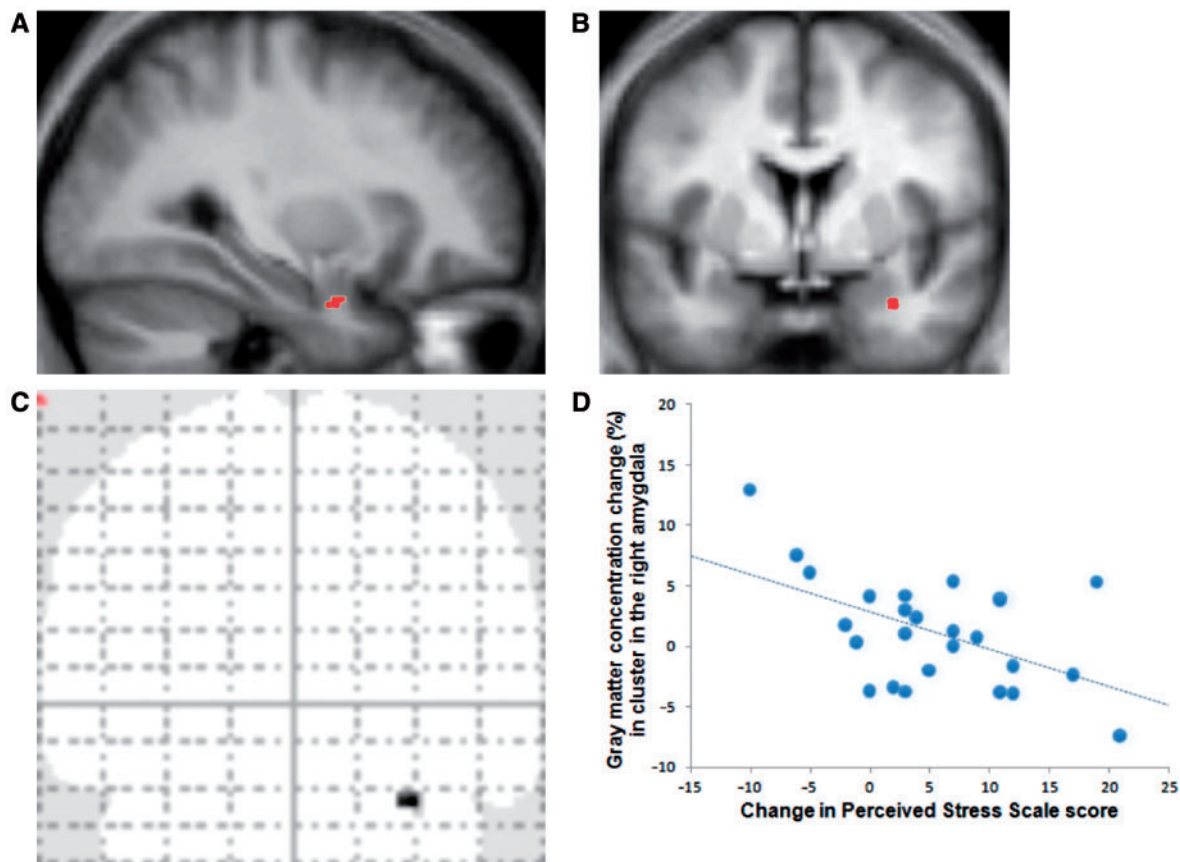 A
B
C
D
Gray matter concentration change (%)
in cluster in the right amygdala
20
15
10
5
0
−5
−10
−15
−10
−5
0
5
10
15
20
25
Change in Perceived Stress Scale score